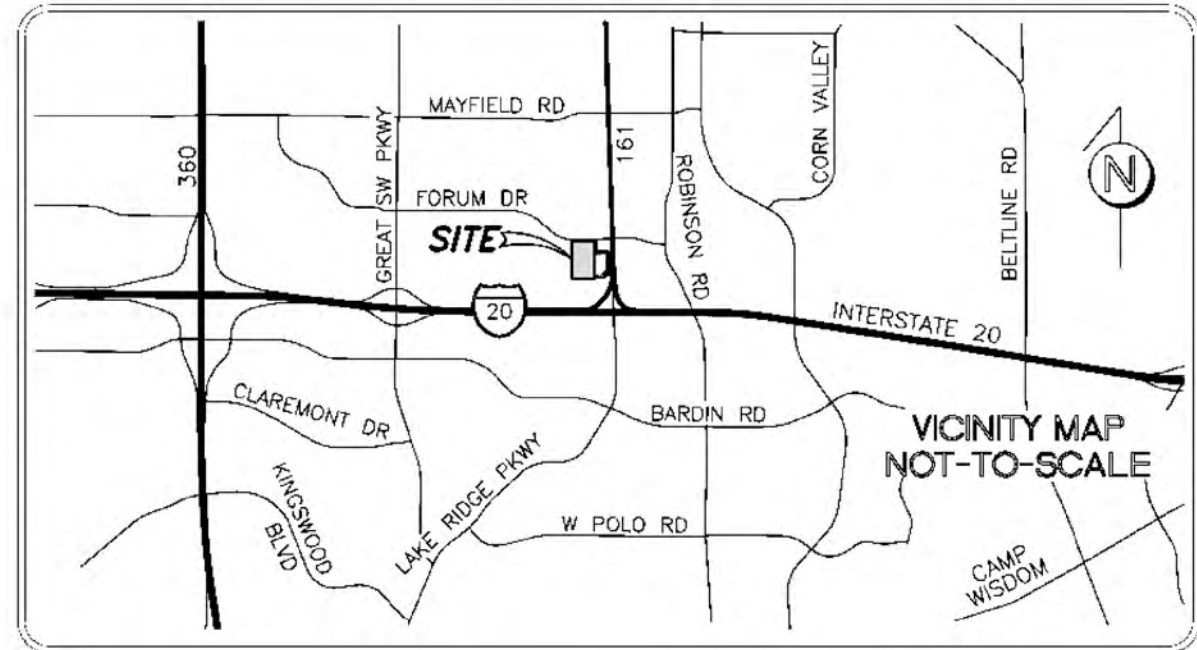 MAYFIELD RD
360
GREAT SW PKWY
161
ROBINSON RD
CORN VALLEY
BELTLINE RD
N
FORUM DR
SITE
20
INTERSTATE 20
CLAREMONT DR
BARDIN RD
VICINITY MAP
NOT-TO-SCALE
KINGSWOOD
BLVD
LAKE RIDGE PKWY
W POLO RD
CAMP
WISDOM